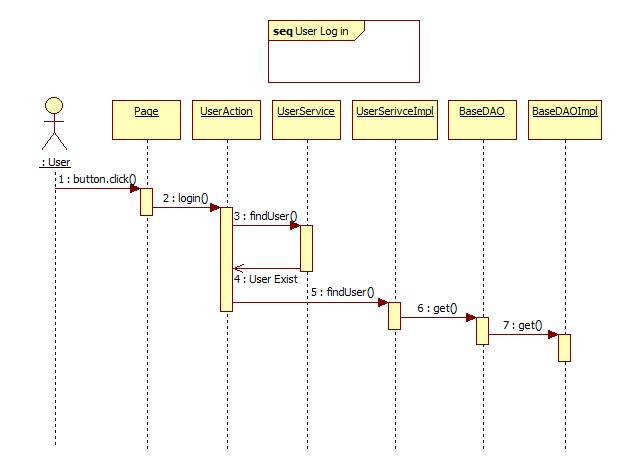 seq User Log in
Page
UserAction
UserService
UserSerivceImpl
BaseDAO
BaseDAOImpl
: User
1 : button.click()
2 : login()
3 : findUser()
4 : User Exist
5 : findUser()
6 : get()
7 : get()